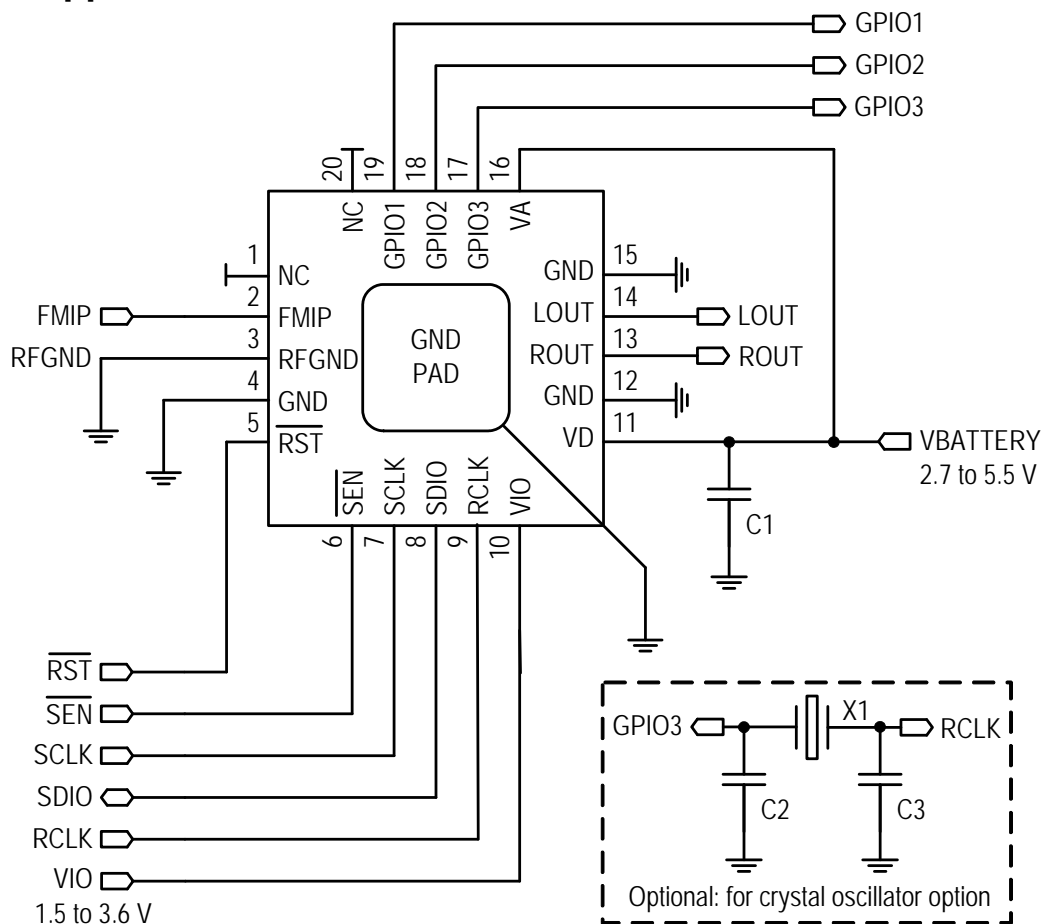 GPIO1
GPIO2
GPIO3
20
19
18
17
16
NC
GPIO1
GPIO2
GPIO3
VA
1
NC
2
FMIP
FMIP
3
RFGND
RFGND
4
GND
5
RST
GND
PAD
15
GND
14
LOUT
LOUT
13
ROUT
ROUT
12
GND
11
VD
VBATTERY
2.7 to 5.5 V
C1
SEN
SCLK
SDIO
RCLK
VIO
6
7
8
9
10
RST
SEN
SCLK
SDIO
RCLK
VIO
1.5 to 3.6 V
GPIO3
X1
RCLK
C2
C3
Optional: for crystal oscillator option